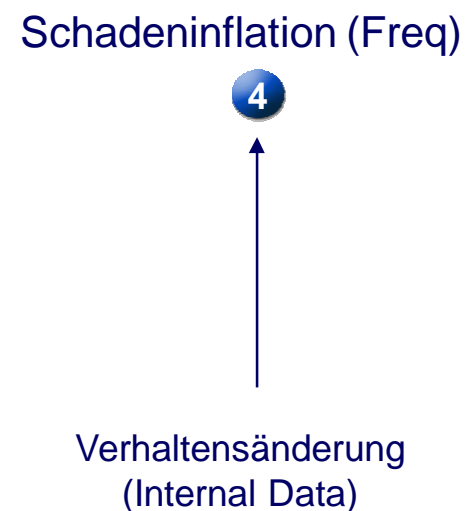 Schadeninflation (Freq)
4
Verhaltensänderung
(Internal Data)